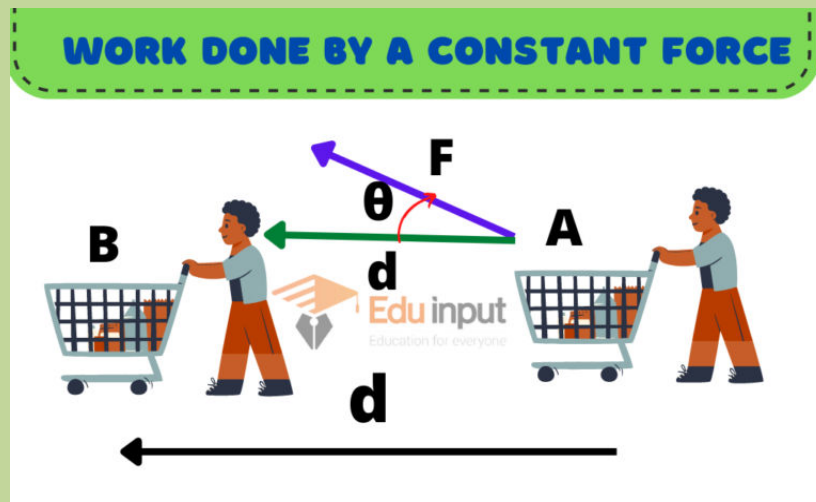 WORK DONE BY A CONSTANT FORCE
F
θ
B
A
d
Edu input
Education for everyone
d